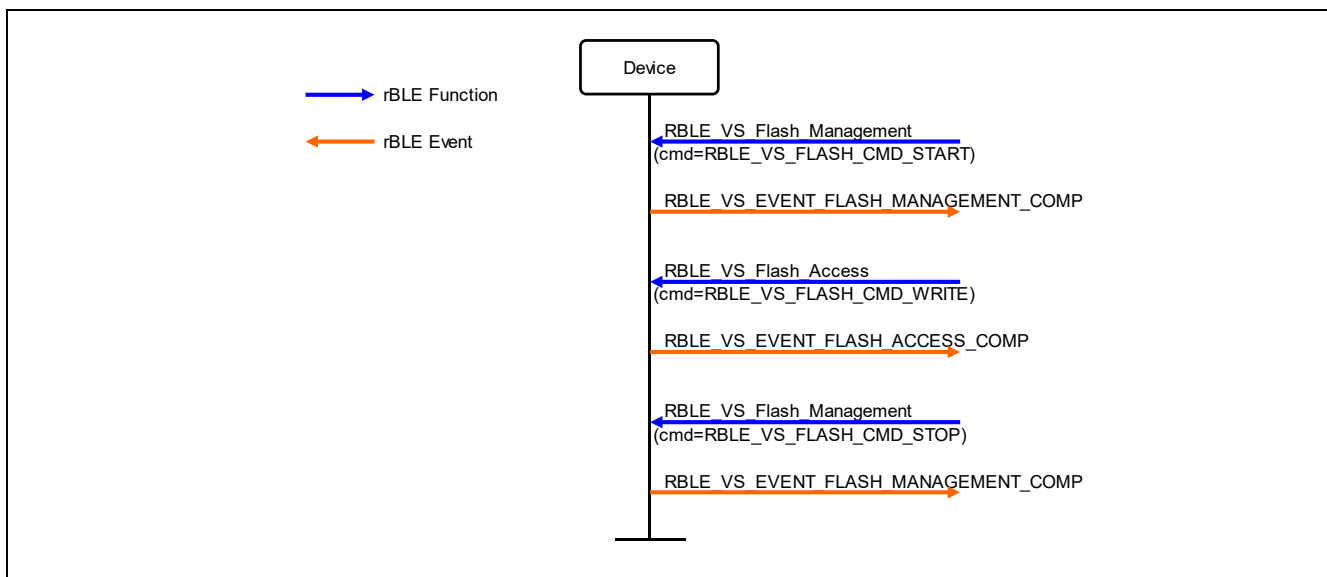 Device
rBLE Function
rBLE Event
RBLE_VS_Flash_Management
(cmd=RBLE_VS_FLASH_CMD_START)
RBLE_VS_EVENT_FLASH_MANAGEMENT_COMP
RBLE_VS_Flash_Access
(cmd=RBLE_VS_FLASH_CMD_WRITE)
RBLE_VS_EVENT_FLASH_ACCESS_COMP
RBLE_VS_Flash_Management
(cmd=RBLE_VS_FLASH_CMD_STOP)
RBLE_VS_EVENT_FLASH_MANAGEMENT_COMP